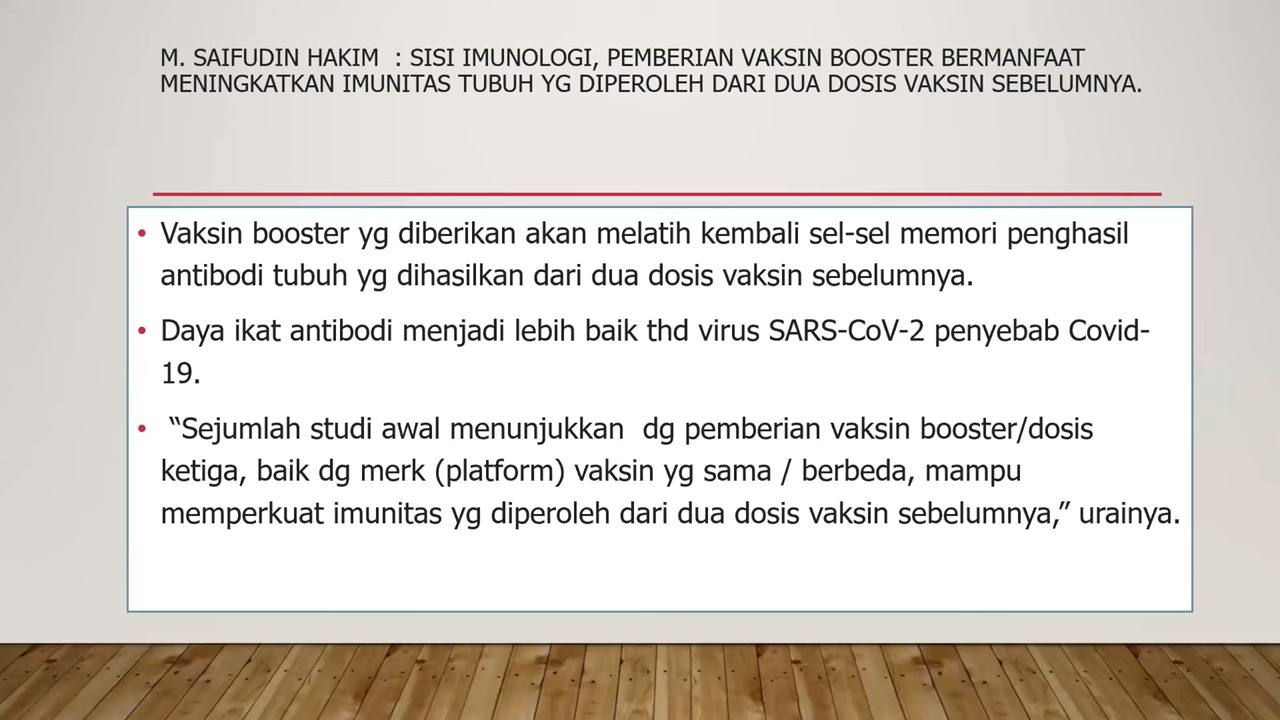 M. SAIFUDIN HAKIM  : SISI IMUNOLOGI, PEMBERIAN VAKSIN BOOSTER BERMANFAAT
MENINGKATKAN IMUNITAS TUBUH YG DIPEROLEH DARI DUA DOSIS VAKSIN SEBELUMNYA.
• Vaksin booster yg diberikan akan melatih kembali sel-sel memori penghasil
antibodi tubuh yg dihasilkan dari dua dosis vaksin sebelumnya.
• Daya ikat antibodi menjadi lebih baik thd virus SARS-CoV-2 penyebab Covid-
19.
• “Sejumlah studi awal menunjukkan  dg pemberian vaksin booster/dosis
ketiga, baik dg merk (platform) vaksin yg sama / berbeda, mampu
memperkuat imunitas yg diperoleh dari dua dosis vaksin sebelumnya,” urainya.